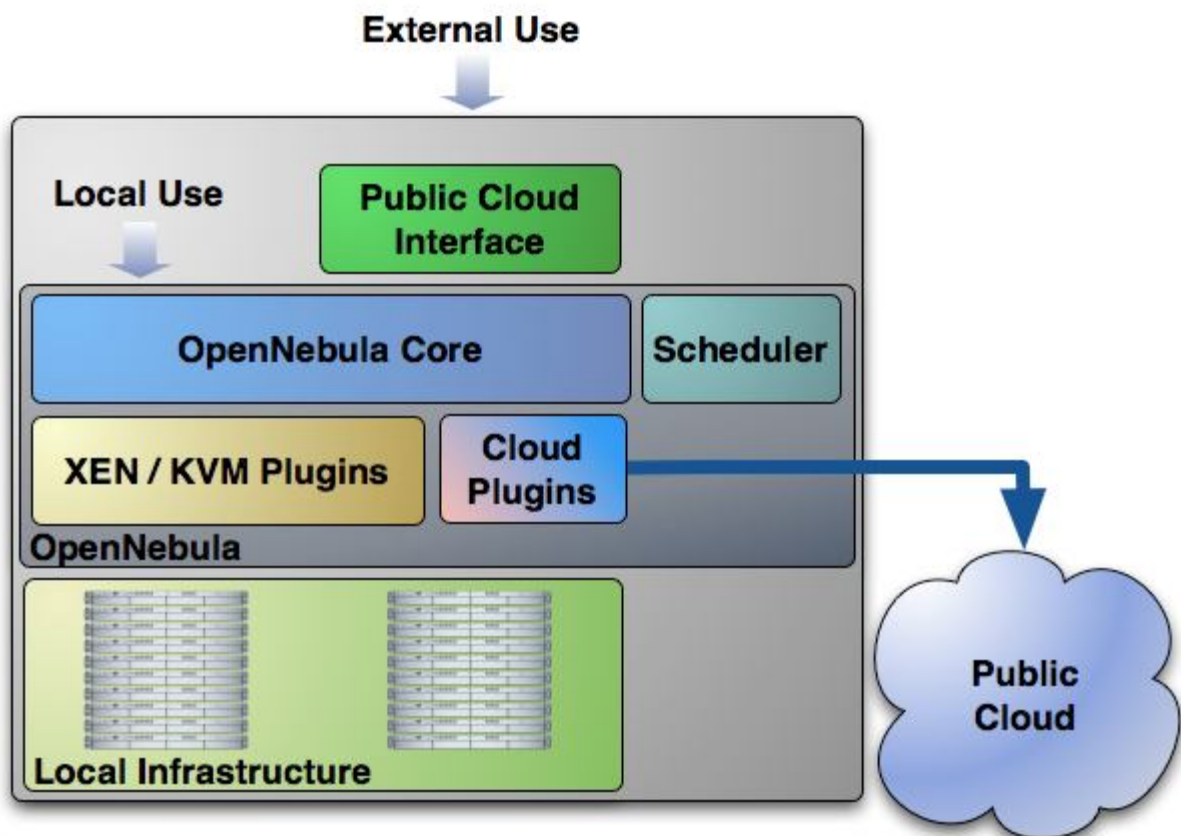 External Use
Local Use
Public Cloud
Interface
OpenNebula Core
Scheduler
XEN / KVM Plugins
Cloud
Plugins
OpenNebula
Public
Cloud
Local Infrastructure